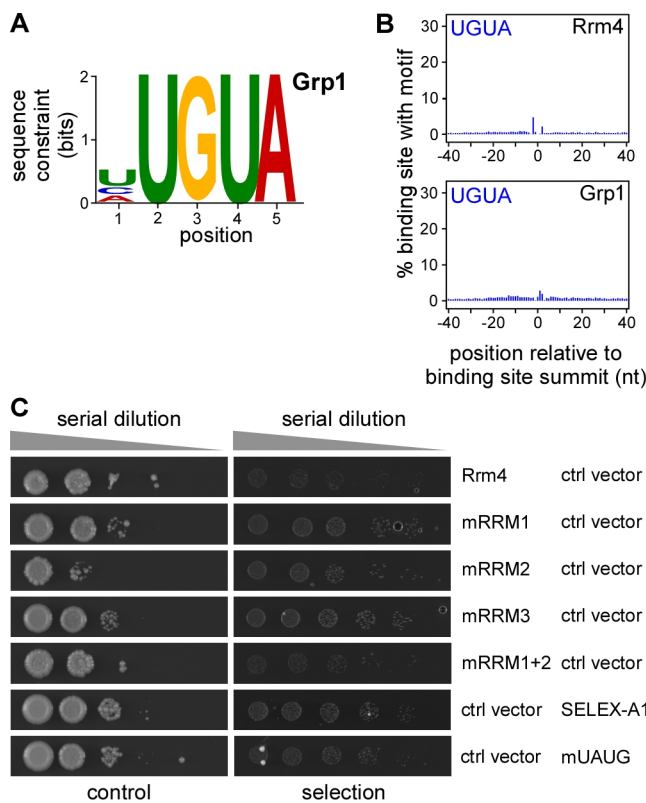 A
Grp1
sequence
constraint
(bits)
2
1
0
U
C
A
UGUA
1 2 3 4 5
position
B
% binding site with motif
30
20
10
0
UGUA Rrm4
-40 -20 0 20 40
30
20
10
0
UGUA Grp1
-40 -20 0 20 40
position relative to
binding site summit (nt)
C
serial dilution serial dilution
Rrm4 ctrl vector
mRRM1 ctrl vector
mRRM2 ctrl vector
mRRM3 ctrl vector
mRRM1+2 ctrl vector
ctrl vector SELEX-A1
ctrl vector mUAUG
control selection